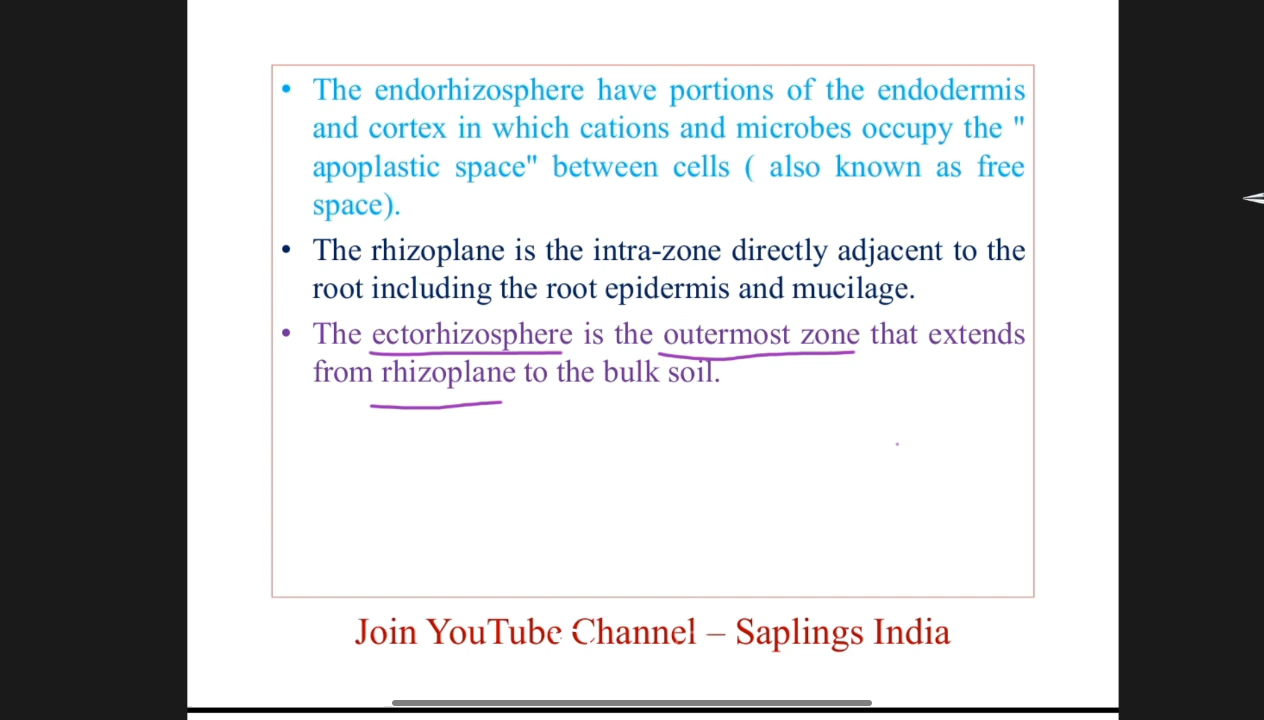 • The endorhizosphere have portions of the endodermis
and cortex in which cations and microbes occupy the "
apoplastic space" between cells ( also known as free
space).
• The rhizoplane is the intra-zone directly adjacent to the
root including the root epidermis and mucilage.
• The ectorhizosphere is the outermost zone that extends
from rhizoplane to the bulk soil.
Join YouTube Channel – Saplings India